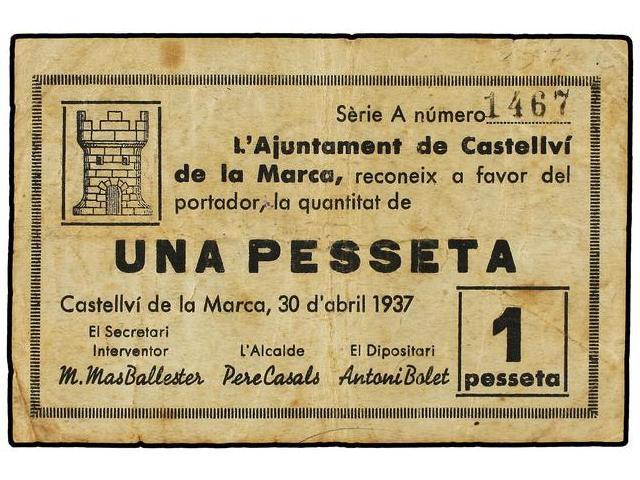 Sèrie A número 1467
L'Ajuntament de Castellví
de la Marca, reconeix a favor del
portador, la quantitat de
UNA PESSETA
Castellví de la Marca, 30 d'abril 1937
El Secretari
Interventor
M. Mas Ballester
L'Alcalde
Pere Casals
El Dipositari
Antoni Bolet
1
pesseta